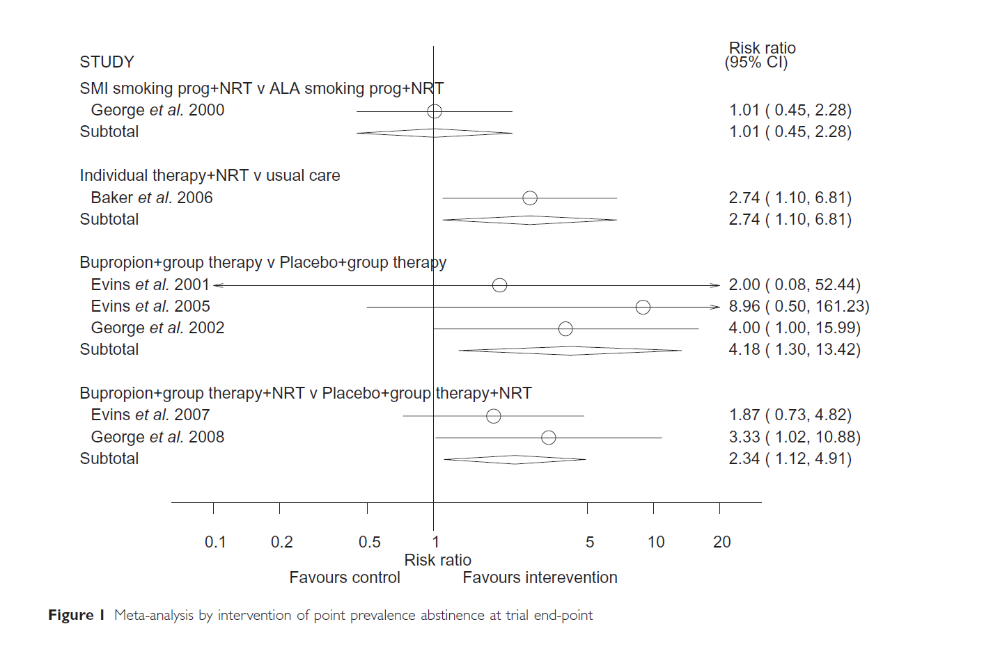 Risk ratio
STUDY (95% CI)
SMI smoking prog+NRT v ALA smoking prog+NRT
George et al. 2000 1.01 ( 0.45, 2.28)
Subtotal 1.01 ( 0.45, 2.28)
Individual therapy+NRT v usual care
Baker et al. 2006 2.74 ( 1.10, 6.81)
Subtotal 2.74 ( 1.10, 6.81)
Bupropion+group therapy v Placebo+group therapy
Evins et al. 2001 2.00 ( 0.08, 52.44)
Evins et al. 2005 8.96 ( 0.50, 161.23)
George et al. 2002 4.00 ( 1.00, 15.99)
Subtotal 4.18 ( 1.30, 13.42)
Bupropion+group therapy+NRT v Placebo+group therapy+NRT
Evins et al. 2007 1.87 ( 0.73, 4.82)
George et al. 2008 3.33 ( 1.02, 10.88)
Subtotal 2.34 ( 1.12, 4.91)
0.1 0.2 0.5 1 5 10 20
Risk ratio
Favours control Favours interevention
Figure 1 Meta-analysis by intervention of point prevalence abstinence at trial end-point